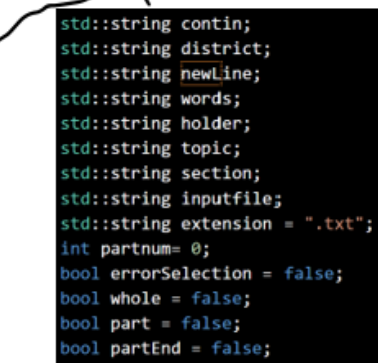 std::string contin;
std::string district;
std::string newLine;
std::string words;
std::string holder;
std::string topic;
std::string section;
std::string inputfile;
std::string extension = ".txt";
int partnum= 0;
bool errorSelection = false;
bool whole = false;
bool part = false;
bool partEnd = false;